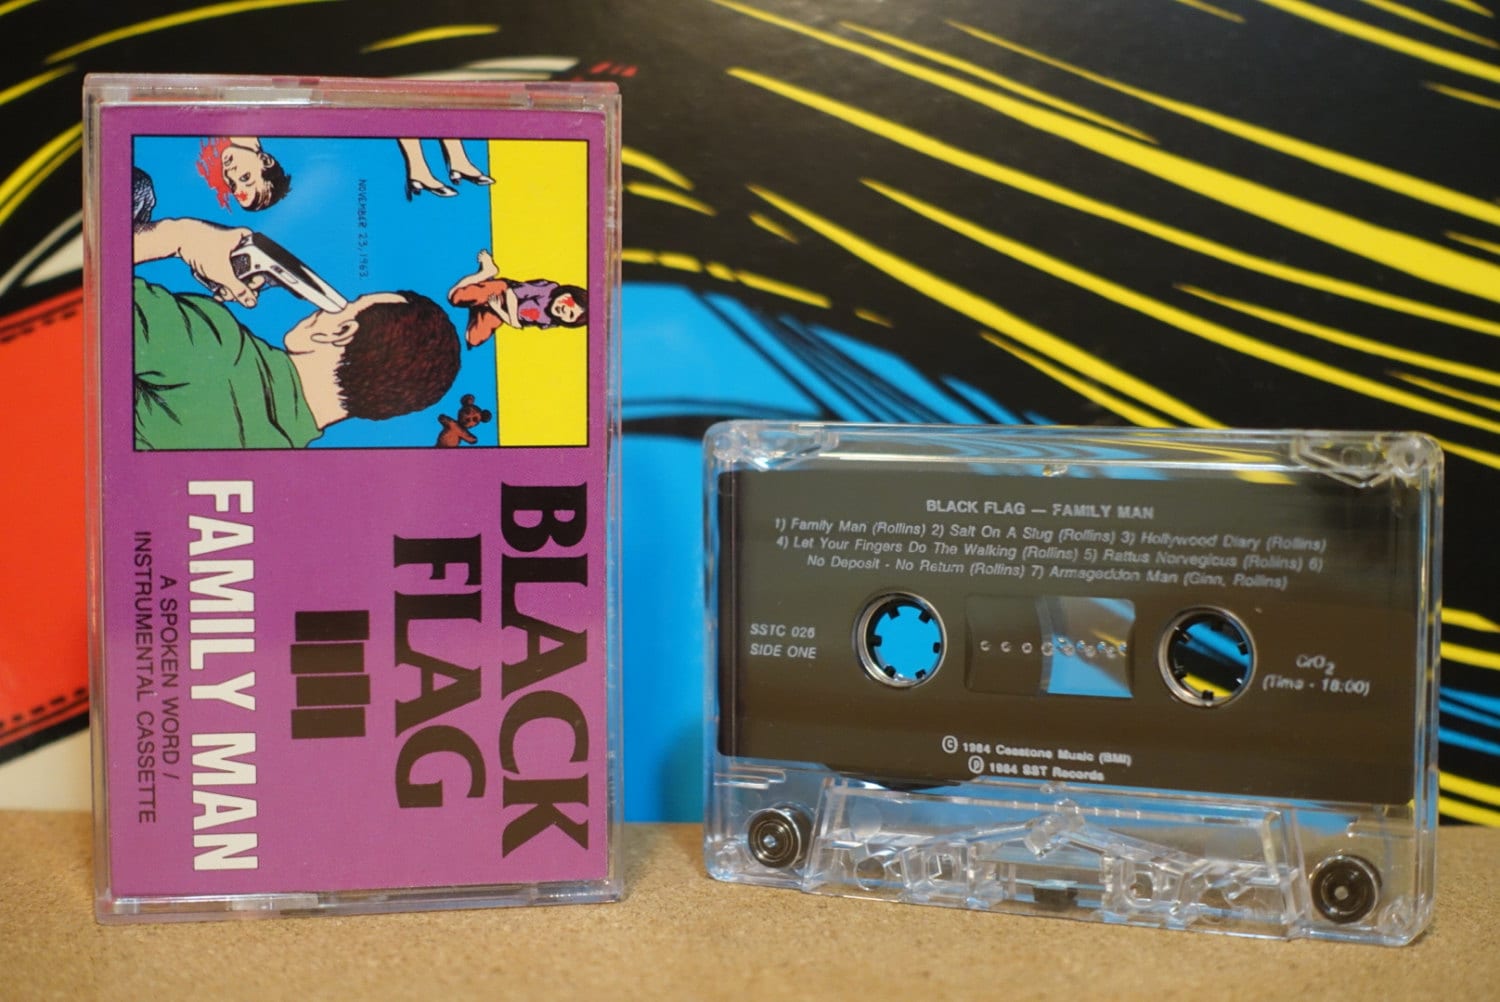 NOVEMBER 23, 1963.
BLACK
FLAG
FAMILY MAN
A SPOKEN WORD /
INSTRUMENTAL CASSETTE
BLACK FLAG — FAMILY MAN
1) Family Man (Rollins) 2) Salt On A Slug (Rollins) 3) Hollywood Diary (Rollins)
4) Let Your Fingers Do The Walking (Rollins) 5) Rattus Norvegicus (Rollins) 6)
No Deposit - No Return (Rollins) 7) Armageddon Man (Ginn, Rollins)
SSTC 026
SIDE ONE
CrO2
(Time - 18:00)
© 1984 Cesstone Music (BMI)
℗ 1984 SST Records